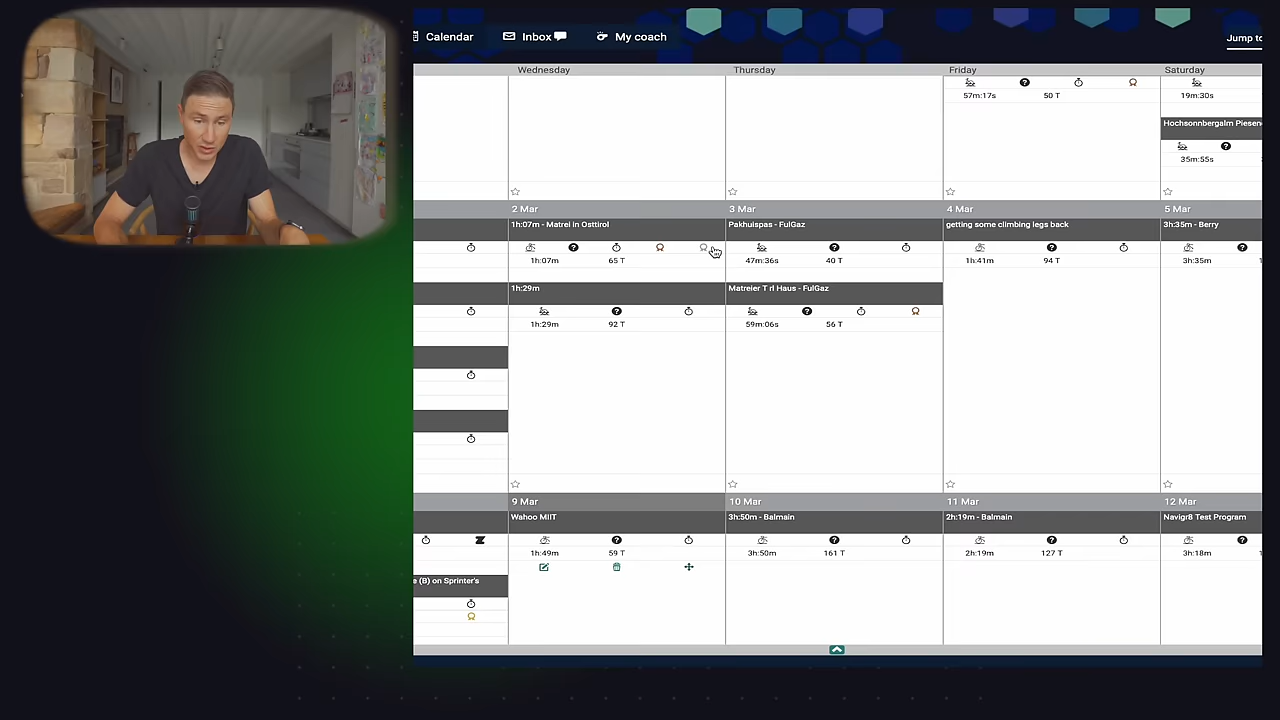 Calendar Inbox My coach Jump to
Wednesday Thursday Friday Saturday
57m:17s 50 T 19m:30s
Hochsonnbergalm Piesen
35m:55s
2 Mar 3 Mar 4 Mar 5 Mar
1h:07m - Matrei in Osttirol Pakhuispas - FulGaz getting some climbing legs back 3h:35m - Berry
1h:07m 65 T 47m:36s 40 T 1h:41m 94 T 3h:35m
1h:29m Matreier T rl Haus - FulGaz
1h:29m 92 T 59m:06s 56 T
9 Mar 10 Mar 11 Mar 12 Mar
Wahoo MIIT 3h:50m - Balmain 2h:19m - Balmain Navigr8 Test Program
1h:49m 59 T 3h:50m 161 T 2h:19m 127 T 3h:18m
e (B) on Sprinter's